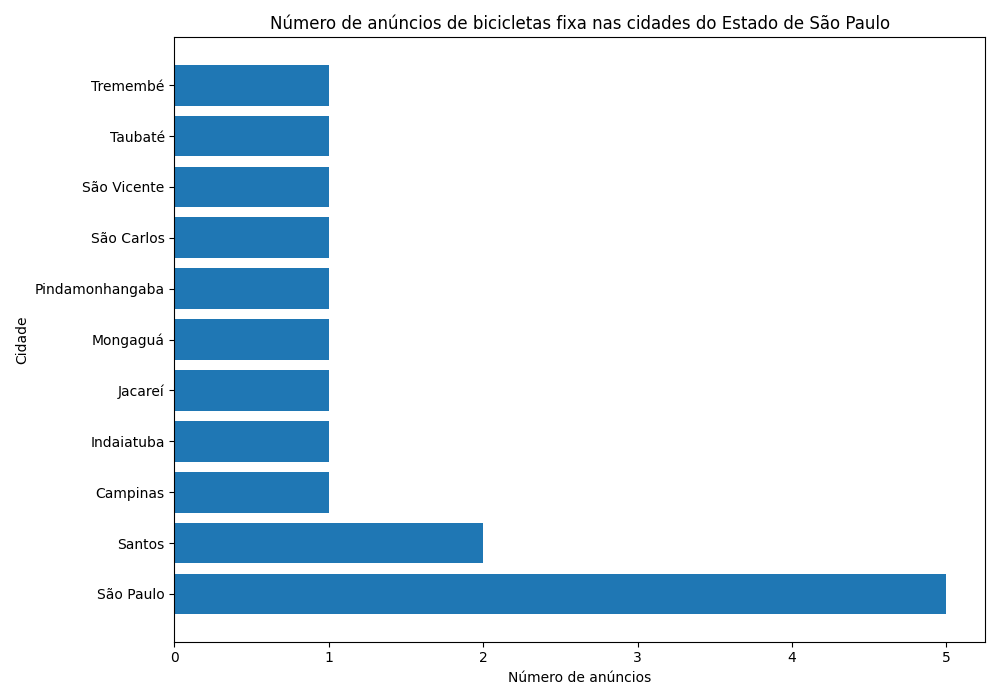 Número de anúncios de bicicletas fixa nas cidades do Estado de São Paulo
Cidade
Tremembé
Taubaté
São Vicente
São Carlos
Pindamonhangaba
Mongaguá
Jacareí
Indaiatuba
Campinas
Santos
São Paulo
0 1 2 3 4 5
Número de anúncios